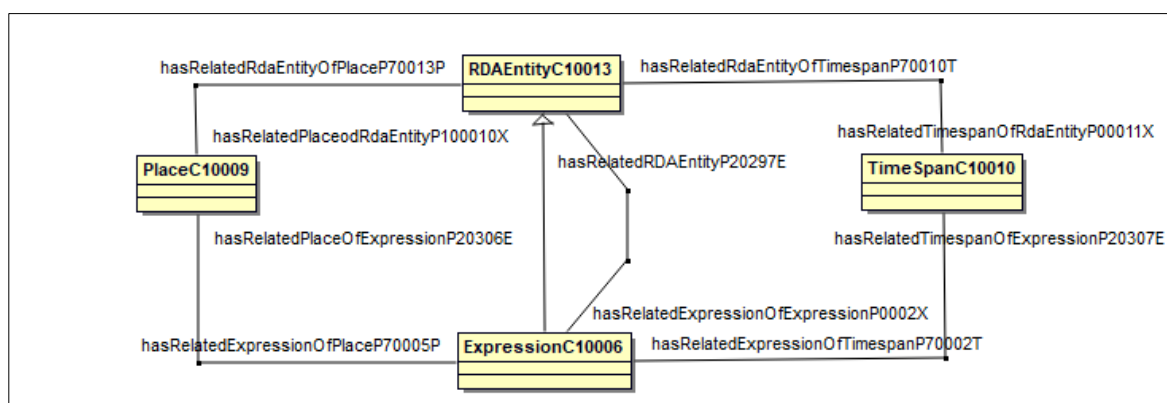 hasRelatedRdaEntityOfPlaceP70013P
RDAEntityC10013
hasRelatedRdaEntityOfTimespanP70010T
hasRelatedPlaceodRdaEntityP100010X
hasRelatedTimespanOfRdaEntityP00011X
hasRelatedRDAEntityP20297E
PlaceC10009
TimeSpanC10010
hasRelatedPlaceOfExpressionP20306E
hasRelatedTimespanOfExpressionP20307E
hasRelatedExpressionOfExpressionP0002X
hasRelatedExpressionOfPlaceP70005P
ExpressionC10006
hasRelatedExpressionOfTimespanP70002T